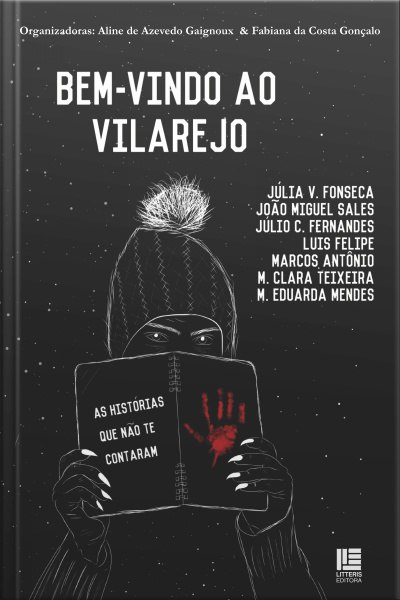 Organizadoras: Aline de Azevedo Gaignoux & Fabiana da Costa Gonçalo
BEM-VINDO AO
VILAREJO
JÚLIA V. FONSECA
JOÃO MIGUEL SALES
JÚLIO C. FERNANDES
LUIS FELIPE
MARCOS ANTÔNIO
M. CLARA TEIXEIRA
M. EDUARDA MENDES
AS HISTÓRIAS
QUE NÃO TE
CONTARAM
LITTERIS
EDITORA